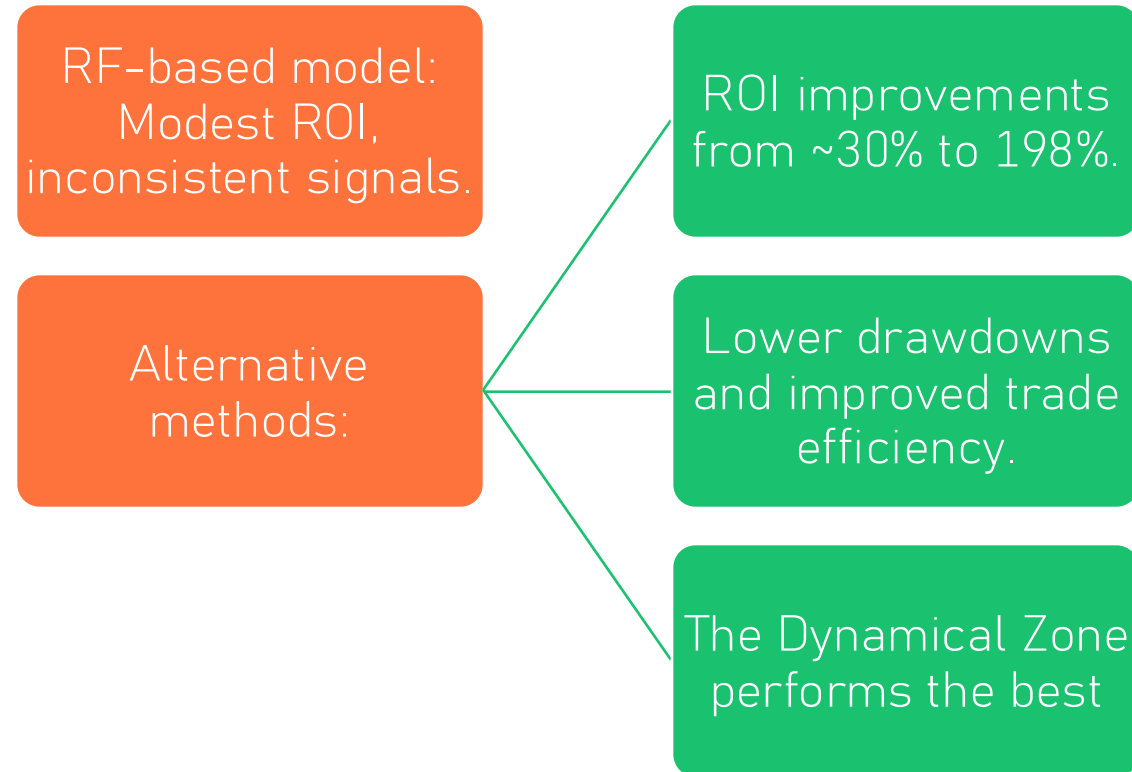 RF-based model:
Modest ROI,
inconsistent signals.
Alternative
methods:
ROI improvements
from ~30% to 198%.
Lower drawdowns
and improved trade
efficiency.
The Dynamical Zone
performs the best